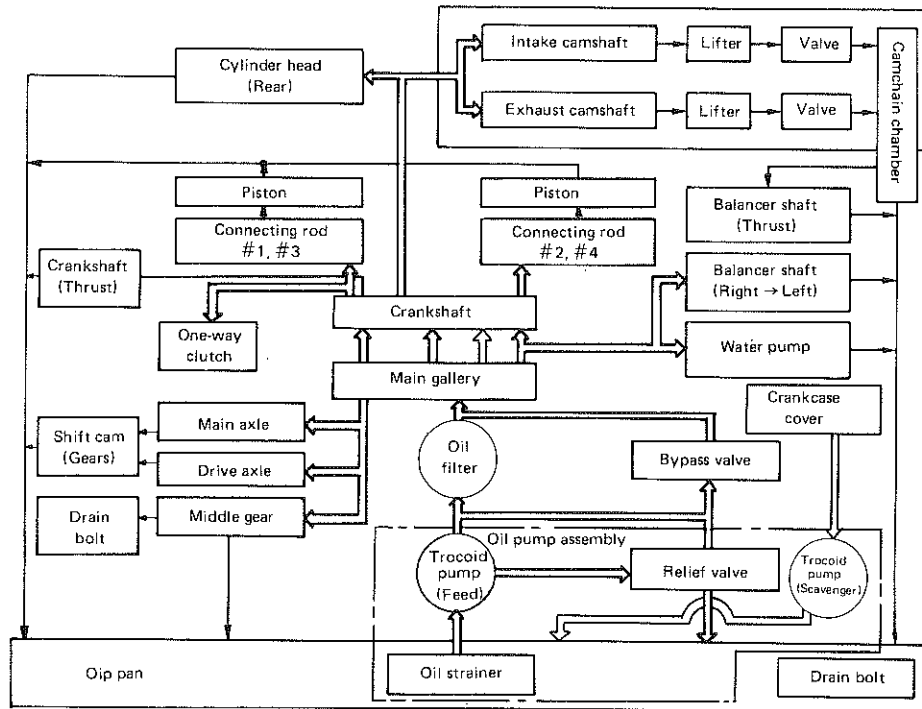 Intake camshaft
Lifter
Valve
Cylinder head
(Rear)
Exhaust camshaft
Lifter
Valve
Camchain chamber
Piston
Piston
Balancer shaft
(Thrust)
Connecting rod
#1, #3
Connecting rod
#2, #4
Crankshaft
(Thrust)
Balancer shaft
(Right → Left)
Crankshaft
One-way
clutch
Water pump
Main gallery
Crankcase
cover
Main axle
Shift cam
(Gears)
Oil
filter
Bypass valve
Drive axle
Drain
bolt
Middle gear
Oil pump assembly
Trocoid
pump
(Feed)
Relief valve
Trocoid
pump
(Scavenger)
Oip pan
Oil strainer
Drain bolt